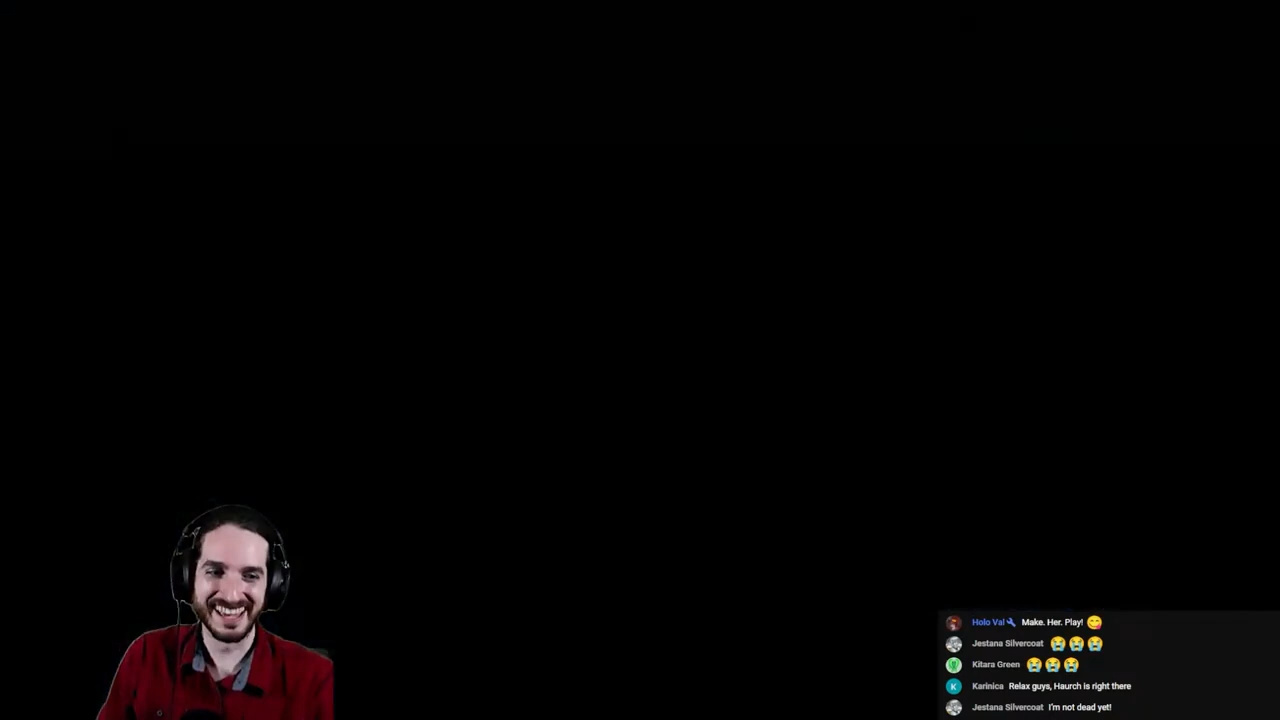 Holo Val Make. Her. Play! 😋
Jestana Silvercoat 😭😭😭
Kitara Green 😭😭😭
K Karinica Relax guys, Haurch is right there
Jestana Silvercoat I'm not dead yet!